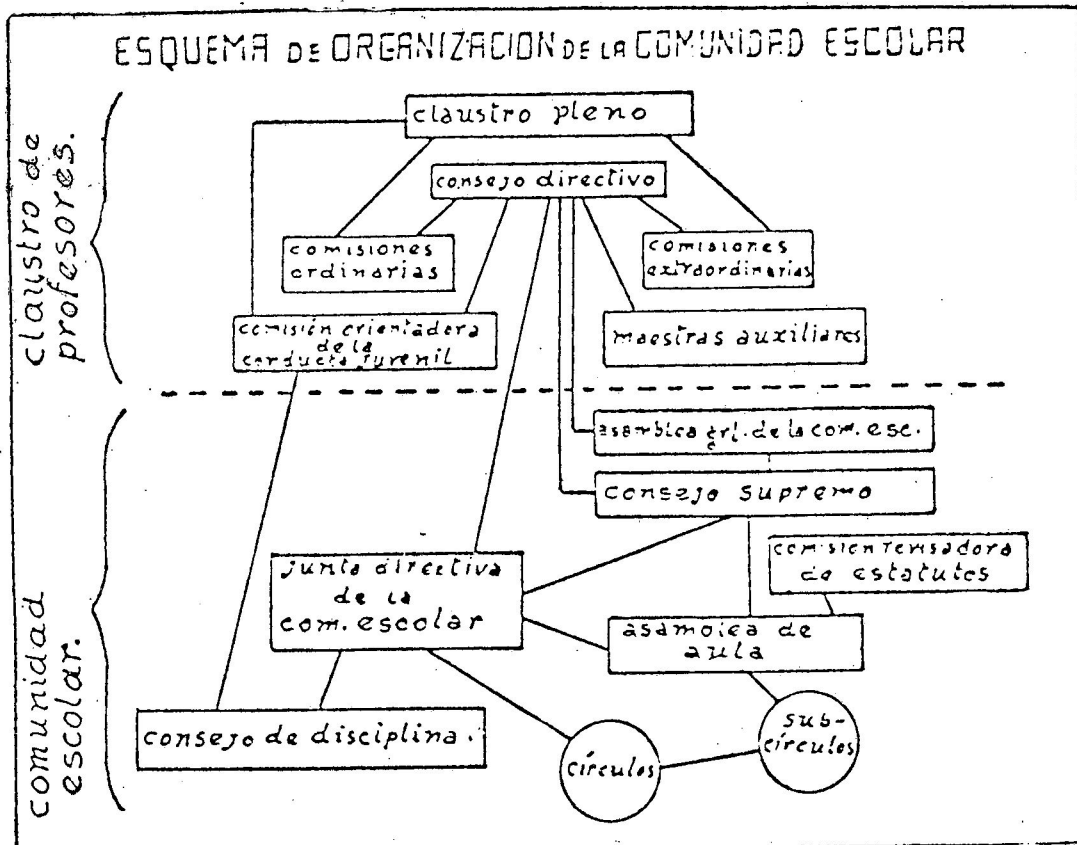 ESQUEMA DE ORGANIZACION DE LA COMUNIDAD ESCOLAR
claustro de
profesores.
claustro pleno
consejo directivo
comisiones
ordinarias
comisiones
extraordinarias
comisión orientadora
de la
conducta juvenil
maestras auxiliares
comunidad
escolar.
asamblea grl. de la com. esc.
consejo supremo
junta directiva
de la
com. escolar
comisión revisadora
de estatutos
asamblea de
aula
consejo de disciplina.
círculos
sub-
círculos